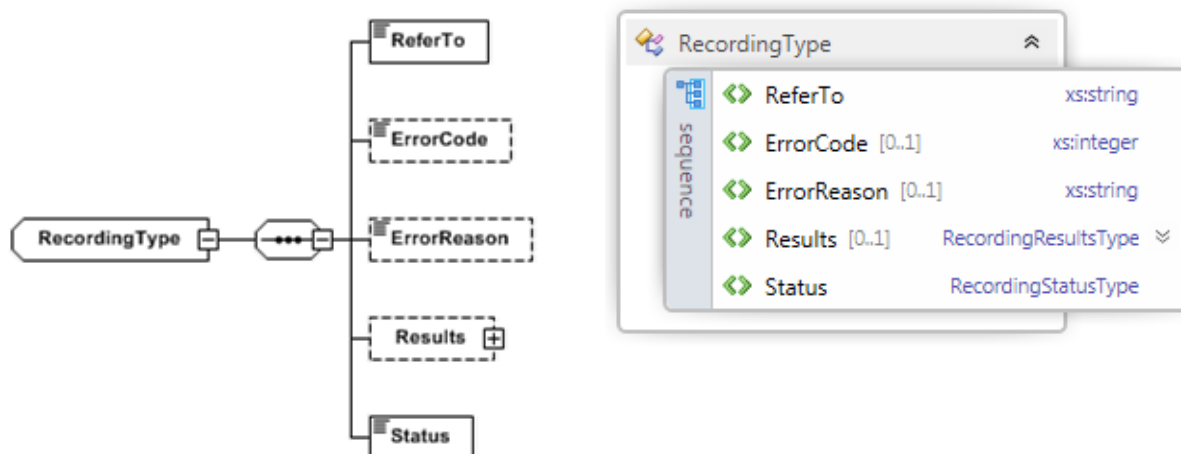 ReferTo
ErrorCode
RecordingType
ErrorReason
Results
Status
RecordingType
sequence
ReferTo xs:string
ErrorCode [0..1] xs:integer
ErrorReason [0..1] xs:string
Results [0..1] RecordingResultsType
Status RecordingStatusType